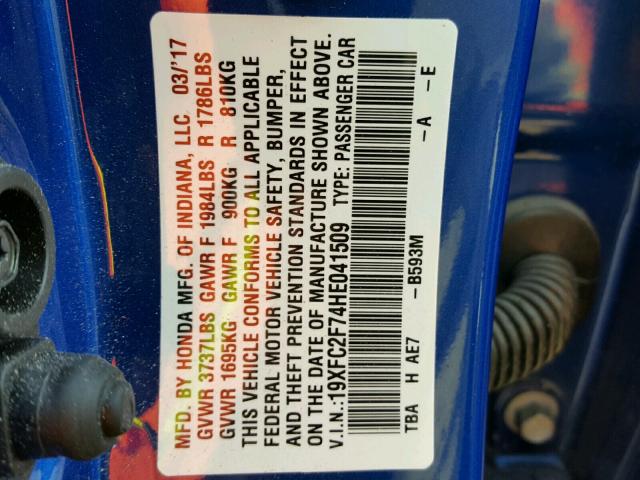 MFD. BY HONDA MFG. OF INDIANA, LLC 03/'17
GVWR 3737LBS GAWR F 1984LBS R 1786LBS
GVWR 1695KG GAWR F 900KG R 810KG
THIS VEHICLE CONFORMS TO ALL APPLICABLE
FEDERAL MOTOR VEHICLE SAFETY, BUMPER,
AND THEFT PREVENTION STANDARDS IN EFFECT
ON THE DATE OF MANUFACTURE SHOWN ABOVE.
V.I.N.:19XFC2F74HE041509 TYPE: PASSENGER CAR
TBA H AE7 – B593M – A – E